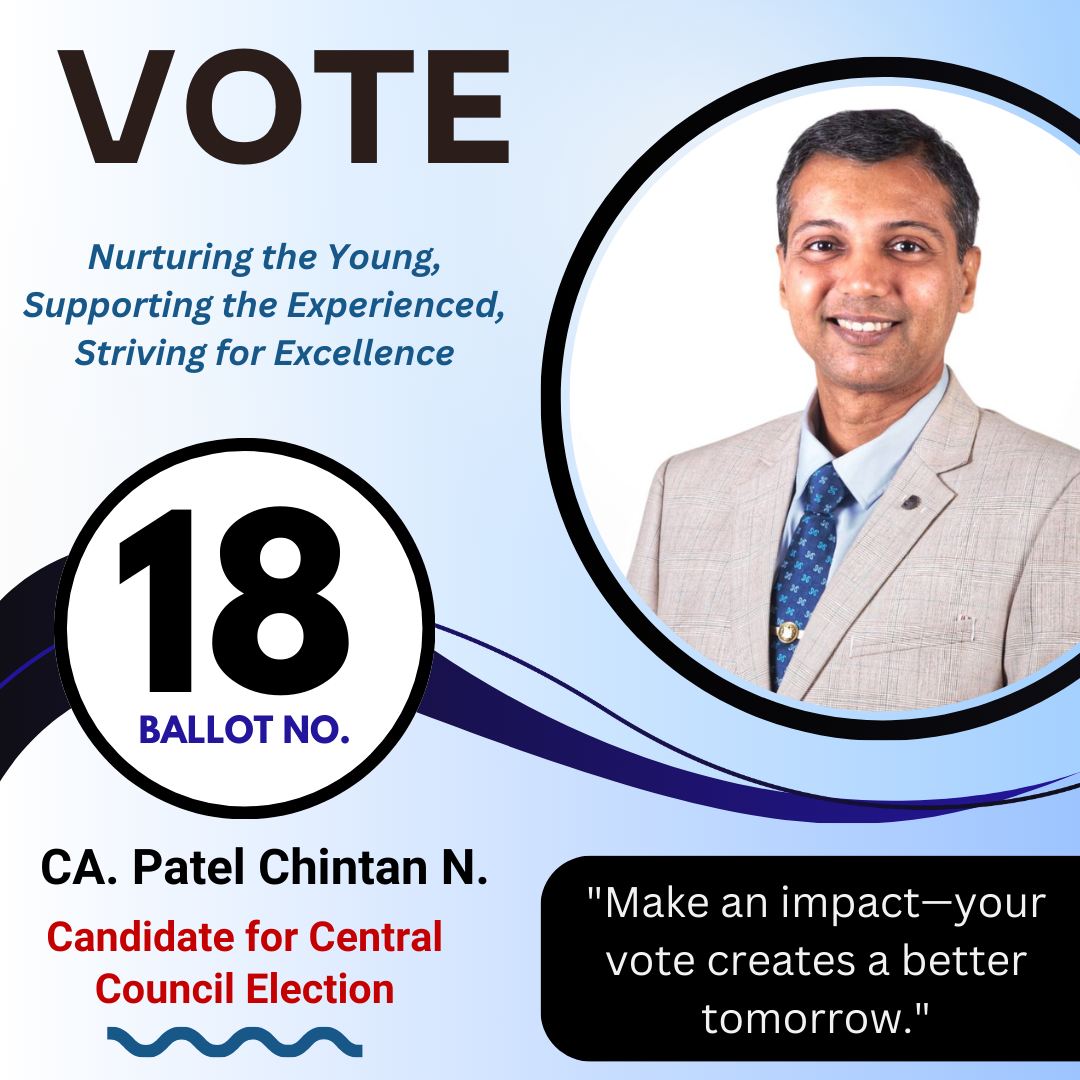 VOTE
Nurturing the Young,
Supporting the Experienced,
Striving for Excellence
18
BALLOT NO.
CA. Patel Chintan N.
Candidate for Central
Council Election
"Make an impact—your
vote creates a better
tomorrow."